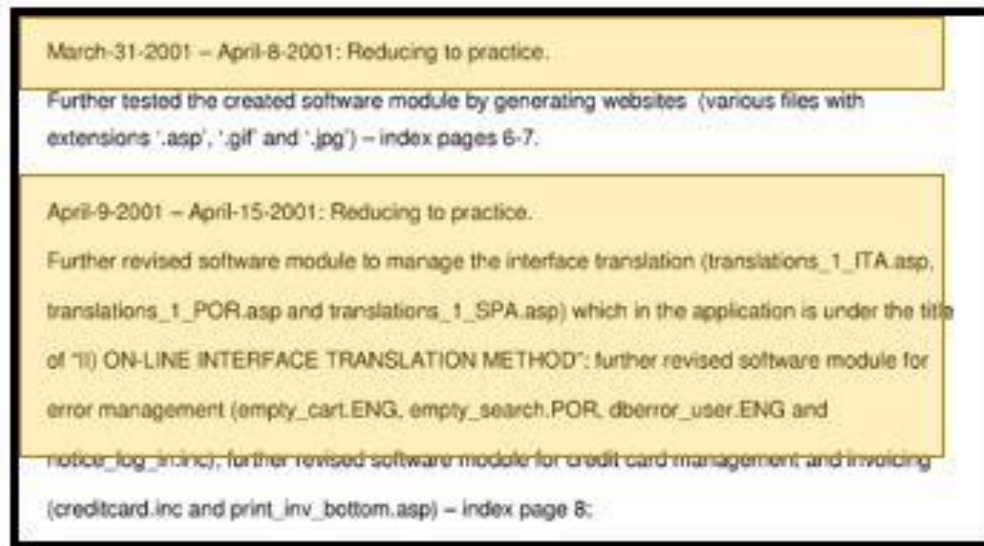 March-31-2001 – April-8-2001: Reducing to practice.
Further tested the created software module by generating websites (various files with
extensions '.asp', '.gif' and '.jpg') – index pages 6-7.
April-9-2001 – April-15-2001: Reducing to practice.
Further revised software module to manage the interface translation (translations_1_ITA.asp,
translations_1_POR.asp and translations_1_SPA.asp) which in the application is under the title
of "II) ON-LINE INTERFACE TRANSLATION METHOD"; further revised software module for
error management (empty_cart.ENG, empty_search.POR, dberror_user.ENG and
notice_log_in.inc); further revised software module for credit card management and invoicing
(creditcard.inc and print_inv_bottom.asp) – index page 8;